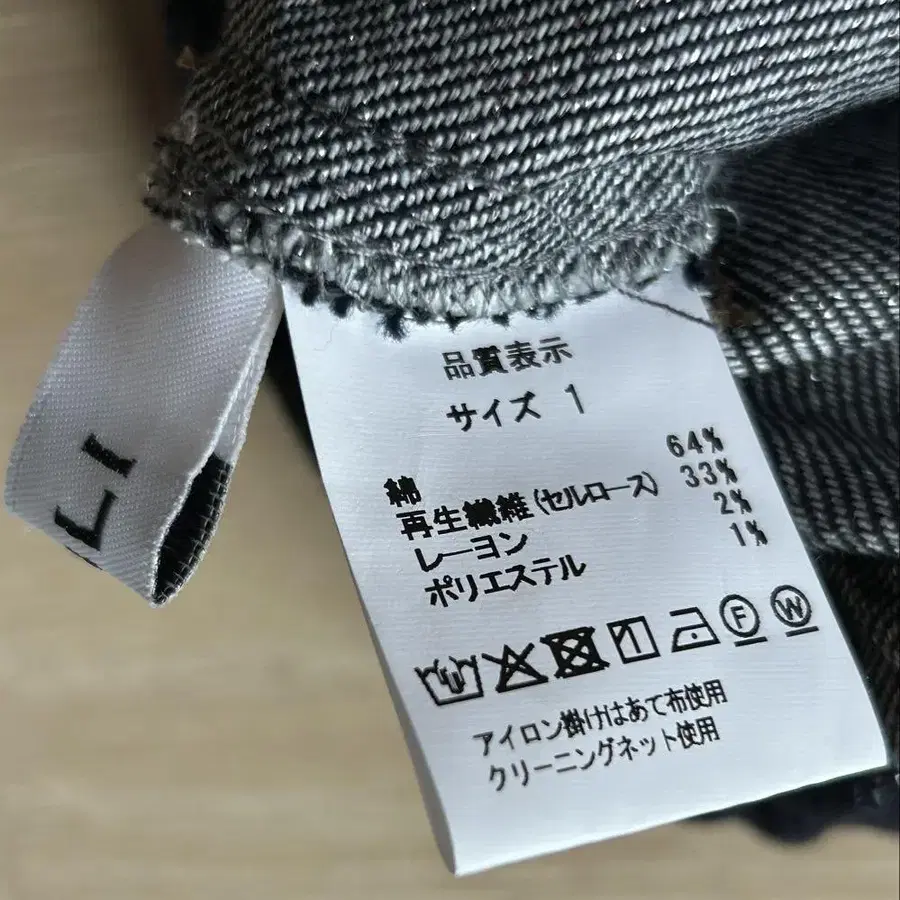 品質表示
サイズ 1
綿 64%
再生繊維(セルロース) 33%
レーヨン 2%
ポリエステル 1%
F W
アイロン掛けはあて布使用
クリーニングネット使用
LI